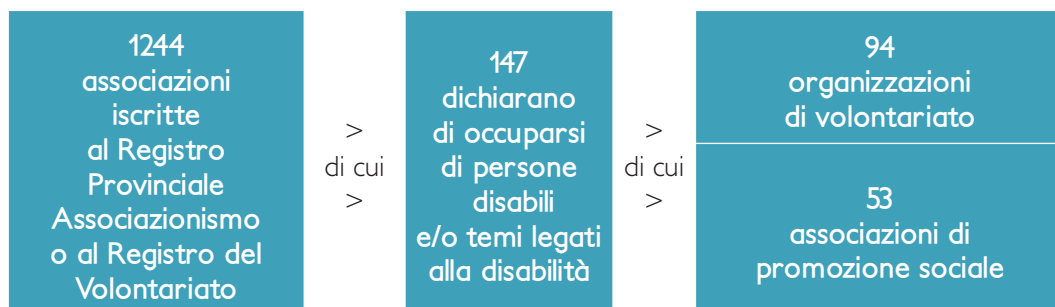 1244
associazioni
iscritte
al Registro
Provinciale
Associazionismo
o al Registro del
Volontariato
>
di cui
>
147
dichiarano
di occuparsi
di persone
disabili
e/o temi legati
alla disabilità
>
di cui
>
94
organizzazioni
di volontariato
53
associazioni di
promozione sociale